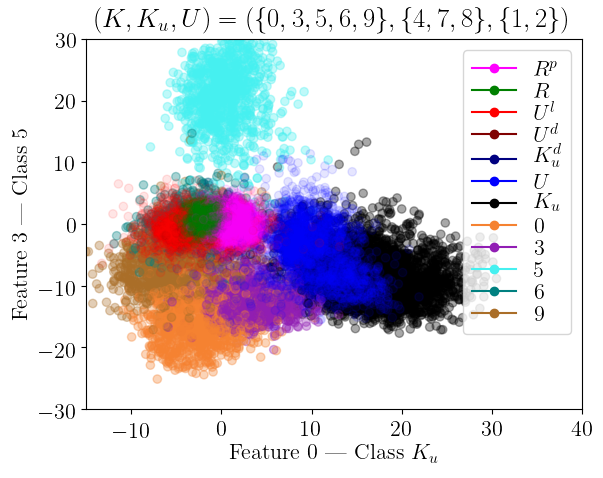 (K, K_u, U) = ({0, 3, 5, 6, 9}, {4, 7, 8}, {1, 2})
30
20
10
0
−10
−20
−30
Feature 3 — Class 5
−10
0
10
20
30
40
Feature 0 — Class K_u
R^p
R
U^l
U^d
K_u^d
U
K_u
0
3
5
6
9